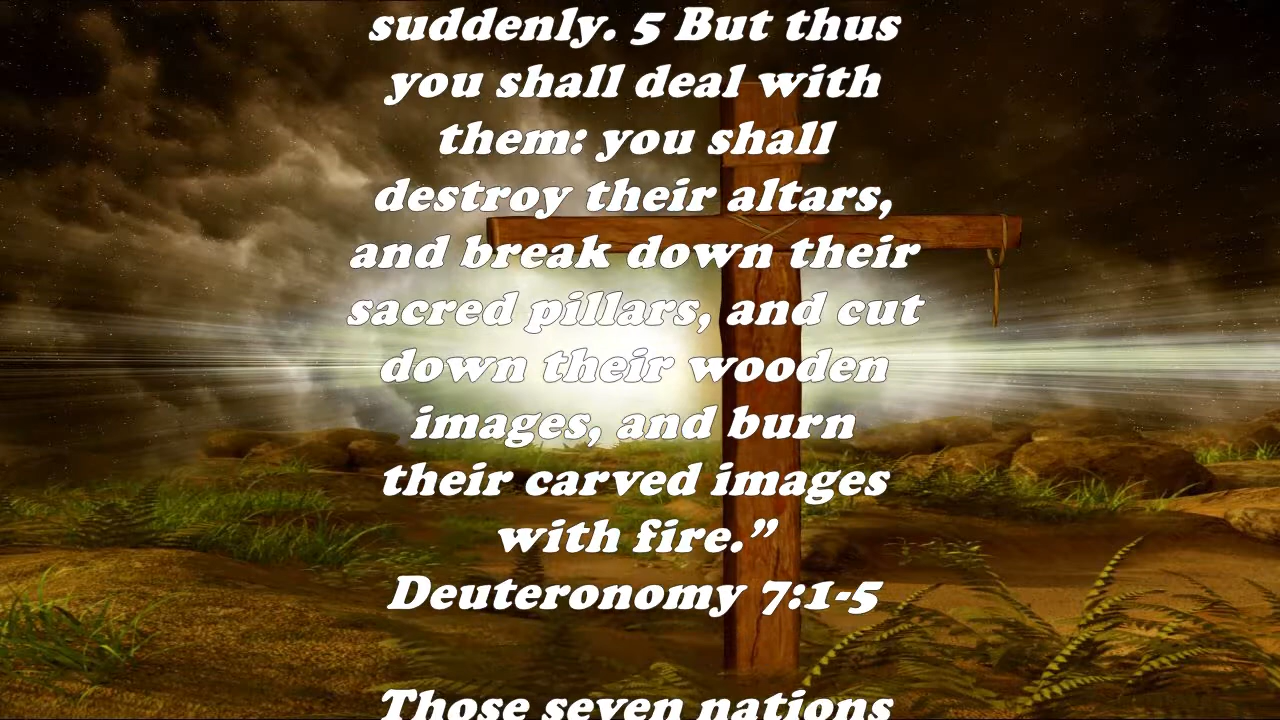 suddenly. 5 But thus
you shall deal with
them: you shall
destroy their altars,
and break down their
sacred pillars, and cut
down their wooden
images, and burn
their carved images
with fire.”
Deuteronomy 7:1-5
Those seven nations